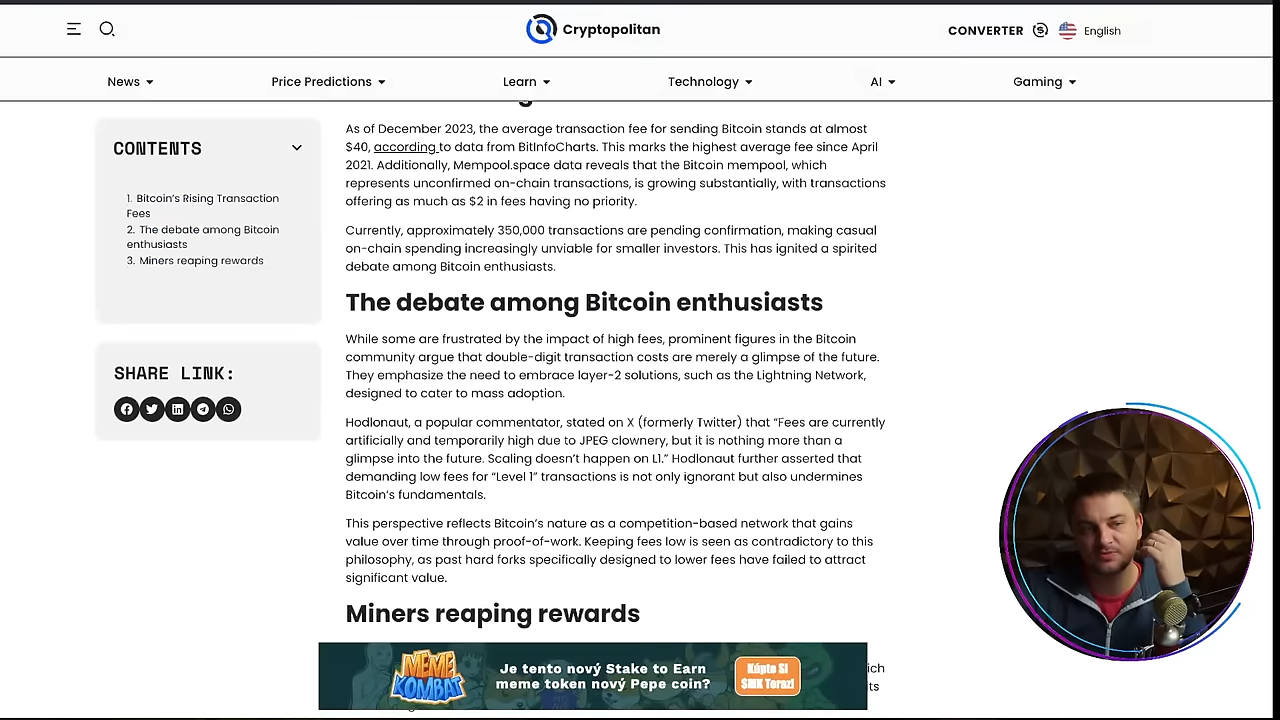 Cryptopolitan
CONVERTER
English
News
Price Predictions
Learn
Technology
AI
Gaming
CONTENTS
1. Bitcoin's Rising Transaction
Fees
2. The debate among Bitcoin
enthusiasts
3. Miners reaping rewards
SHARE LINK:
As of December 2023, the average transaction fee for sending Bitcoin stands at almost
$40, according to data from BitInfoCharts. This marks the highest average fee since April
2021. Additionally, Mempool.space data reveals that the Bitcoin mempool, which
represents unconfirmed on-chain transactions, is growing substantially, with transactions
offering as much as $2 in fees having no priority.
Currently, approximately 350,000 transactions are pending confirmation, making casual
on-chain spending increasingly unviable for smaller investors. This has ignited a spirited
debate among Bitcoin enthusiasts.
The debate among Bitcoin enthusiasts
While some are frustrated by the impact of high fees, prominent figures in the Bitcoin
community argue that double-digit transaction costs are merely a glimpse of the future.
They emphasize the need to embrace layer-2 solutions, such as the Lightning Network,
designed to cater to mass adoption.
Hodlonaut, a popular commentator, stated on X (formerly Twitter) that “Fees are currently
artificially and temporarily high due to JPEG clownery, but it is nothing more than a
glimpse into the future. Scaling doesn’t happen on L1.” Hodlonaut further asserted that
demanding low fees for “Level 1” transactions is not only ignorant but also undermines
Bitcoin’s fundamentals.
This perspective reflects Bitcoin’s nature as a competition-based network that gains
value over time through proof-of-work. Keeping fees low is seen as contradictory to this
philosophy, as past hard forks specifically designed to lower fees have failed to attract
significant value.
Miners reaping rewards
MEME
KOMBAT
Je tento nový Stake to Earn
meme token nový Pepe coin?
Kúpte Si
$MK Teraz!